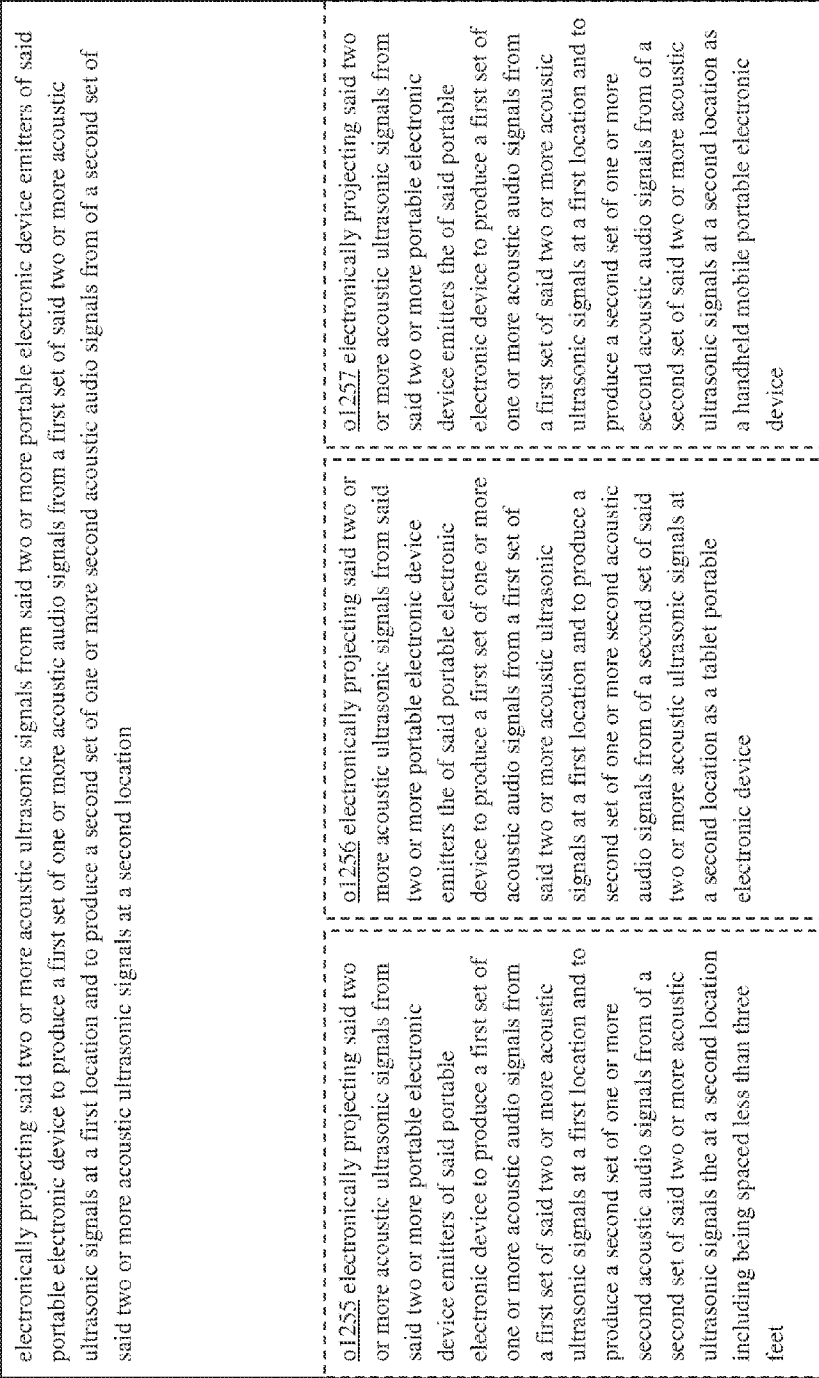 electronically projecting said two or more acoustic ultrasonic signals from said two or more portable electronic device emitters of said
portable electronic device to produce a first set of one or more acoustic audio signals from a first set of said two or more acoustic
ultrasonic signals at a first location and to produce a second set of one or more second acoustic audio signals from of a second set of
said two or more acoustic ultrasonic signals at a second location
o1255 electronically projecting said two
or more acoustic ultrasonic signals from
said two or more portable electronic
device emitters of said portable
electronic device to produce a first set of
one or more acoustic audio signals from
a first set of said two or more acoustic
ultrasonic signals at a first location and to
produce a second set of one or more
second acoustic audio signals from of a
second set of said two or more acoustic
ultrasonic signals the at a second location
including being spaced less than three
feet
o1256 electronically projecting said two or
more acoustic ultrasonic signals from said
two or more portable electronic device
emitters the of said portable electronic
device to produce a first set of one or more
acoustic audio signals from a first set of
said two or more acoustic ultrasonic
signals at a first location and to produce a
second set of one or more second acoustic
audio signals from of a second set of said
two or more acoustic ultrasonic signals at
a second location as a tablet portable
electronic device
o1257 electronically projecting said two
or more acoustic ultrasonic signals from
said two or more portable electronic
device emitters the of said portable
electronic device to produce a first set of
one or more acoustic audio signals from
a first set of said two or more acoustic
ultrasonic signals at a first location and to
produce a second set of one or more
second acoustic audio signals from of a
second set of said two or more acoustic
ultrasonic signals at a second location as
a handheld mobile portable electronic
device